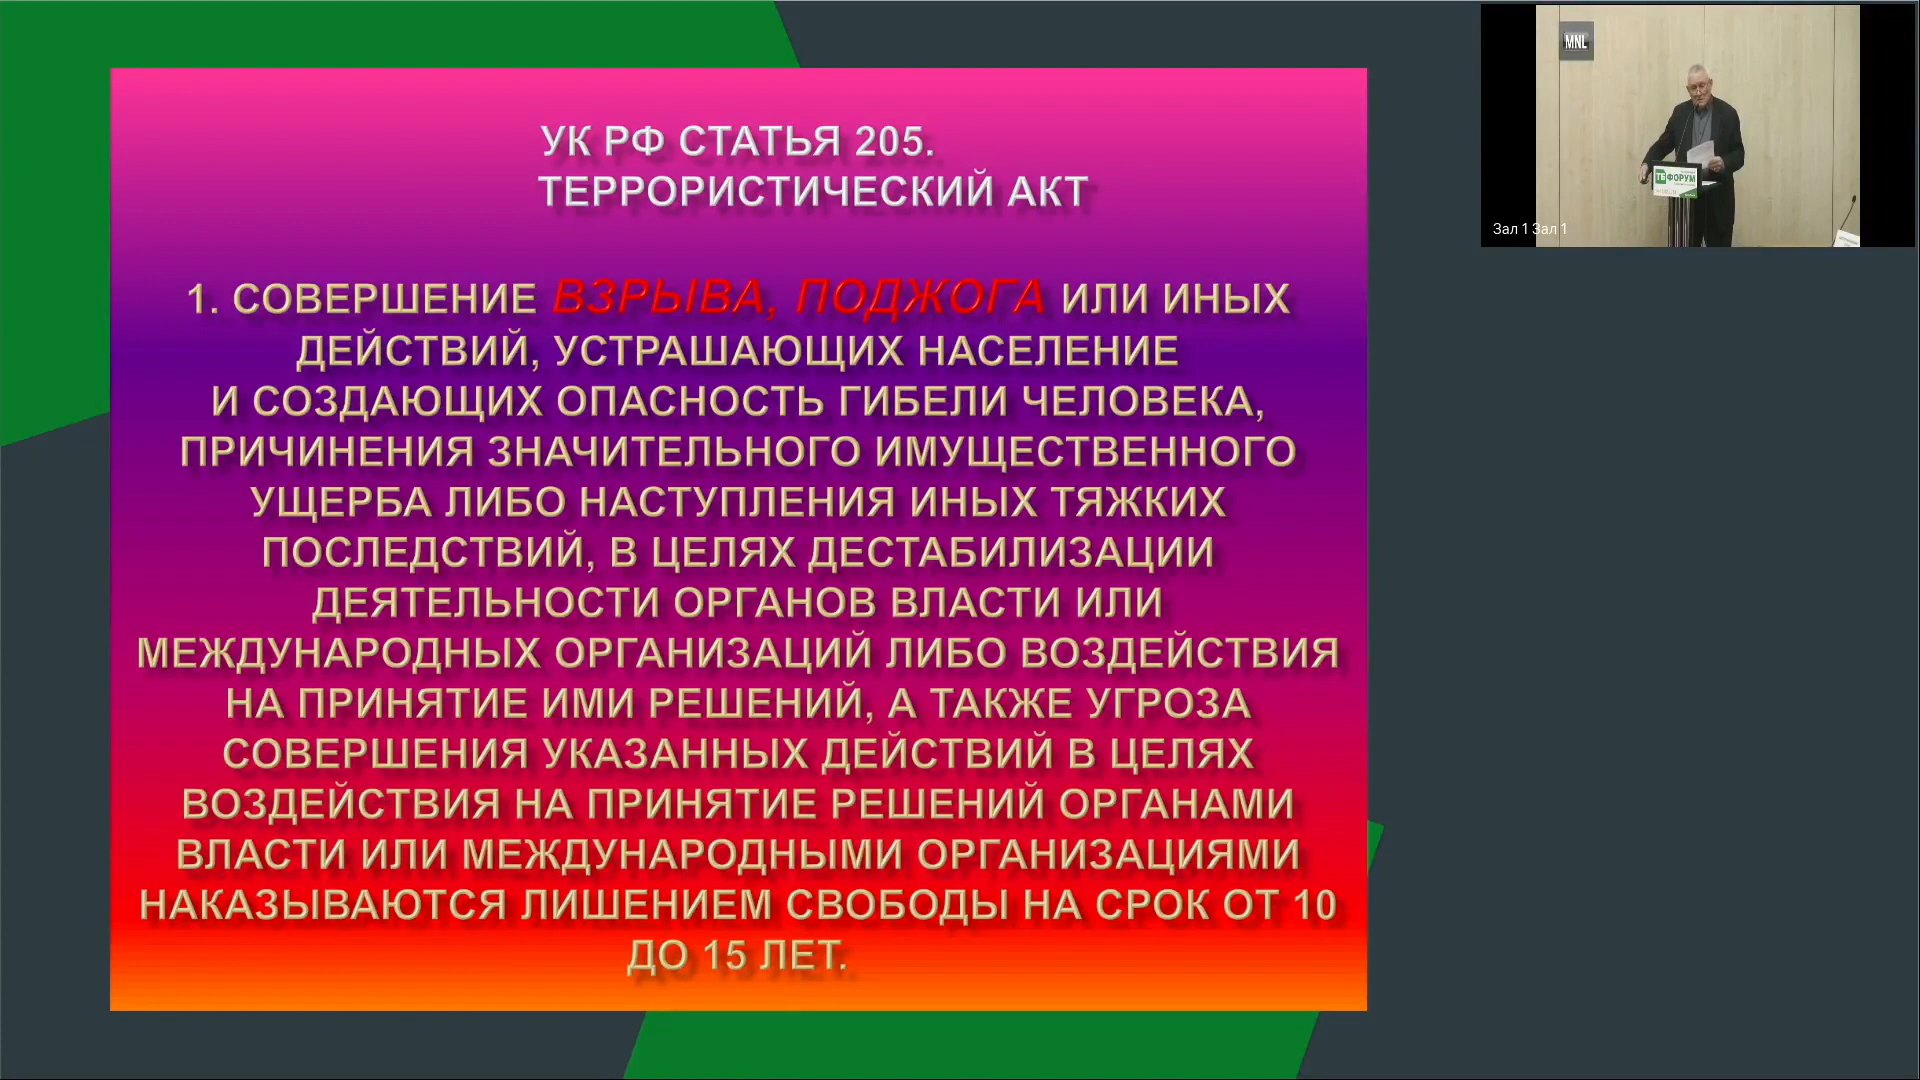 УК РФ СТАТЬЯ 205.
ТЕРРОРИСТИЧЕСКИЙ АКТ
1. СОВЕРШЕНИЕ ВЗРЫВА, ПОДЖОГА ИЛИ ИНЫХ
ДЕЙСТВИЙ, УСТРАШАЮЩИХ НАСЕЛЕНИЕ
И СОЗДАЮЩИХ ОПАСНОСТЬ ГИБЕЛИ ЧЕЛОВЕКА,
ПРИЧИНЕНИЯ ЗНАЧИТЕЛЬНОГО ИМУЩЕСТВЕННОГО
УЩЕРБА ЛИБО НАСТУПЛЕНИЯ ИНЫХ ТЯЖКИХ
ПОСЛЕДСТВИЙ, В ЦЕЛЯХ ДЕСТАБИЛИЗАЦИИ
ДЕЯТЕЛЬНОСТИ ОРГАНОВ ВЛАСТИ ИЛИ
МЕЖДУНАРОДНЫХ ОРГАНИЗАЦИЙ ЛИБО ВОЗДЕЙСТВИЯ
НА ПРИНЯТИЕ ИМИ РЕШЕНИЙ, А ТАКЖЕ УГРОЗА
СОВЕРШЕНИЯ УКАЗАННЫХ ДЕЙСТВИЙ В ЦЕЛЯХ
ВОЗДЕЙСТВИЯ НА ПРИНЯТИЕ РЕШЕНИЙ ОРГАНАМИ
ВЛАСТИ ИЛИ МЕЖДУНАРОДНЫМИ ОРГАНИЗАЦИЯМИ
НАКАЗЫВАЮТСЯ ЛИШЕНИЕМ СВОБОДЫ НА СРОК ОТ 10
ДО 15 ЛЕТ.
MNL
ТБ ФОРУМ
Зал 1 Зал 1